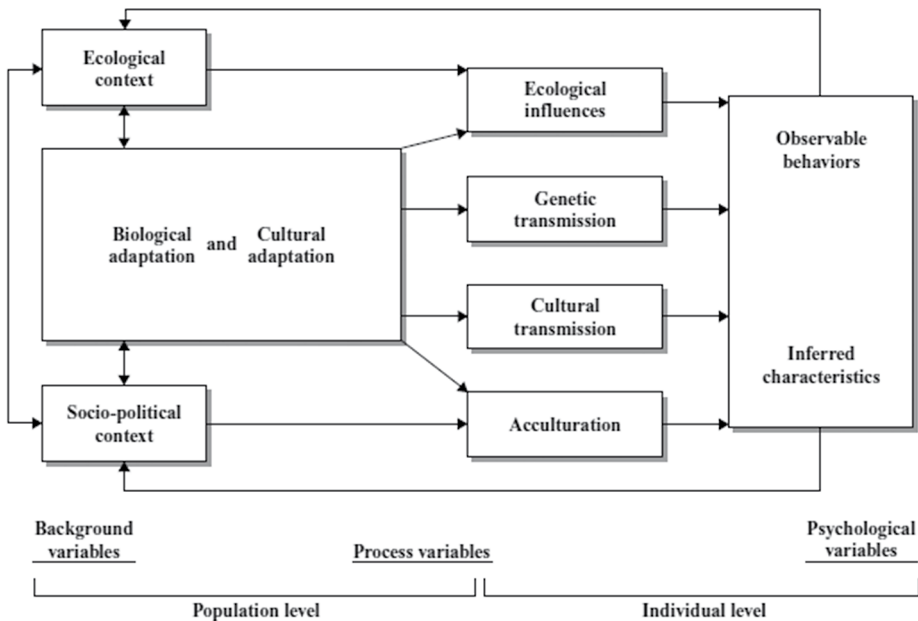 Ecological
context
Ecological
influences
Observable
behaviors
Genetic
transmission
Biological and Cultural
adaptation adaptation
Cultural
transmission
Inferred
characteristics
Socio-political
context
Acculturation
Background
variables
Process variables
Psychological
variables
Population level
Individual level